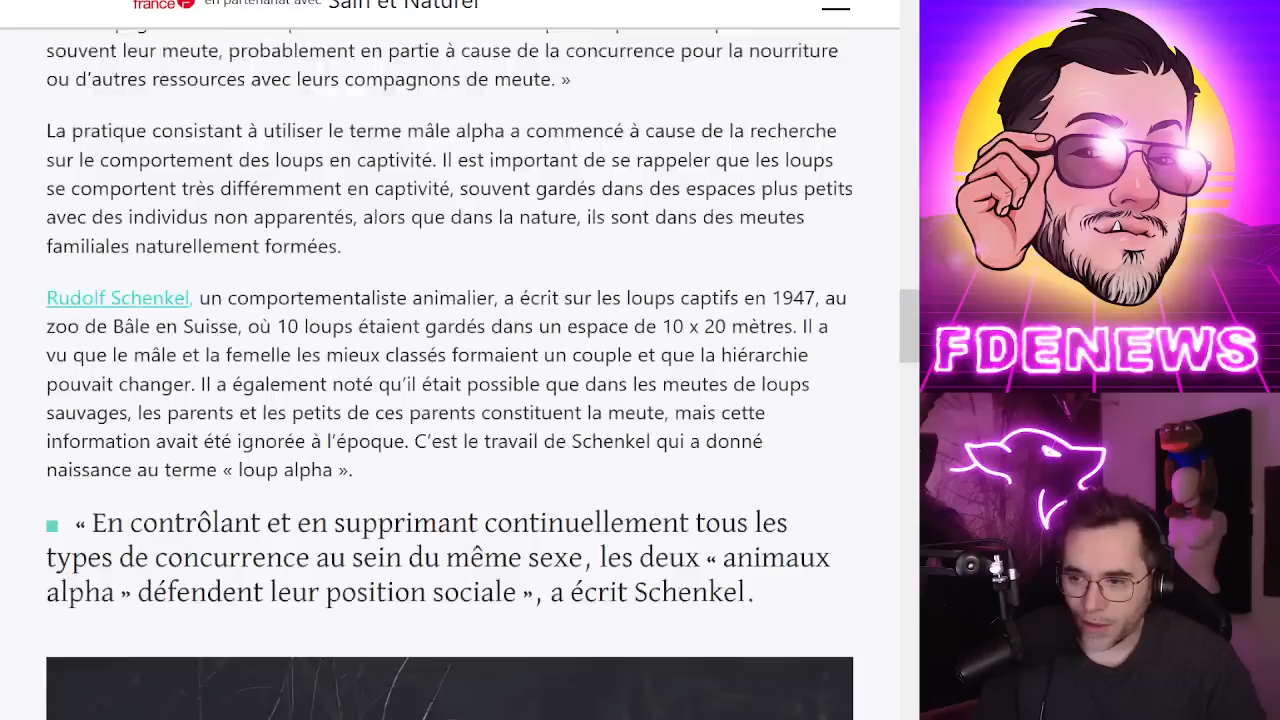 france
en partenariat avec
Sain et Naturel
souvent leur meute, probablement en partie à cause de la concurrence pour la nourriture
ou d’autres ressources avec leurs compagnons de meute. »
La pratique consistant à utiliser le terme mâle alpha a commencé à cause de la recherche
sur le comportement des loups en captivité. Il est important de se rappeler que les loups
se comportent très différemment en captivité, souvent gardés dans des espaces plus petits
avec des individus non apparentés, alors que dans la nature, ils sont dans des meutes
familiales naturellement formées.
Rudolf Schenkel, un comportementaliste animalier, a écrit sur les loups captifs en 1947, au
zoo de Bâle en Suisse, où 10 loups étaient gardés dans un espace de 10 x 20 mètres. Il a
vu que le mâle et la femelle les mieux classés formaient un couple et que la hiérarchie
pouvait changer. Il a également noté qu’il était possible que dans les meutes de loups
sauvages, les parents et les petits de ces parents constituent la meute, mais cette
information avait été ignorée à l’époque. C’est le travail de Schenkel qui a donné
naissance au terme « loup alpha ».
« En contrôlant et en supprimant continuellement tous les
types de concurrence au sein du même sexe, les deux « animaux
alpha » défendent leur position sociale », a écrit Schenkel.
FDENEWS